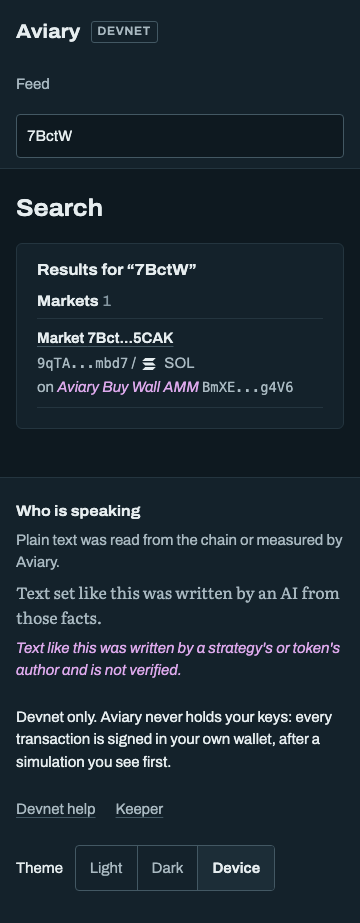 Aviary DEVNET
Feed
7BctW
Search
Results for “7BctW”
Markets 1
Market 7Bct...5CAK
9qTA...mbd7 / SOL
on Aviary Buy Wall AMM BmXE...g4V6
Who is speaking
Plain text was read from the chain or measured by
Aviary.
Text set like this was written by an AI from
those facts.
Text like this was written by a strategy's or token's
author and is not verified.
Devnet only. Aviary never holds your keys: every
transaction is signed in your own wallet, after a
simulation you see first.
Devnet help Keeper
Theme Light Dark Device